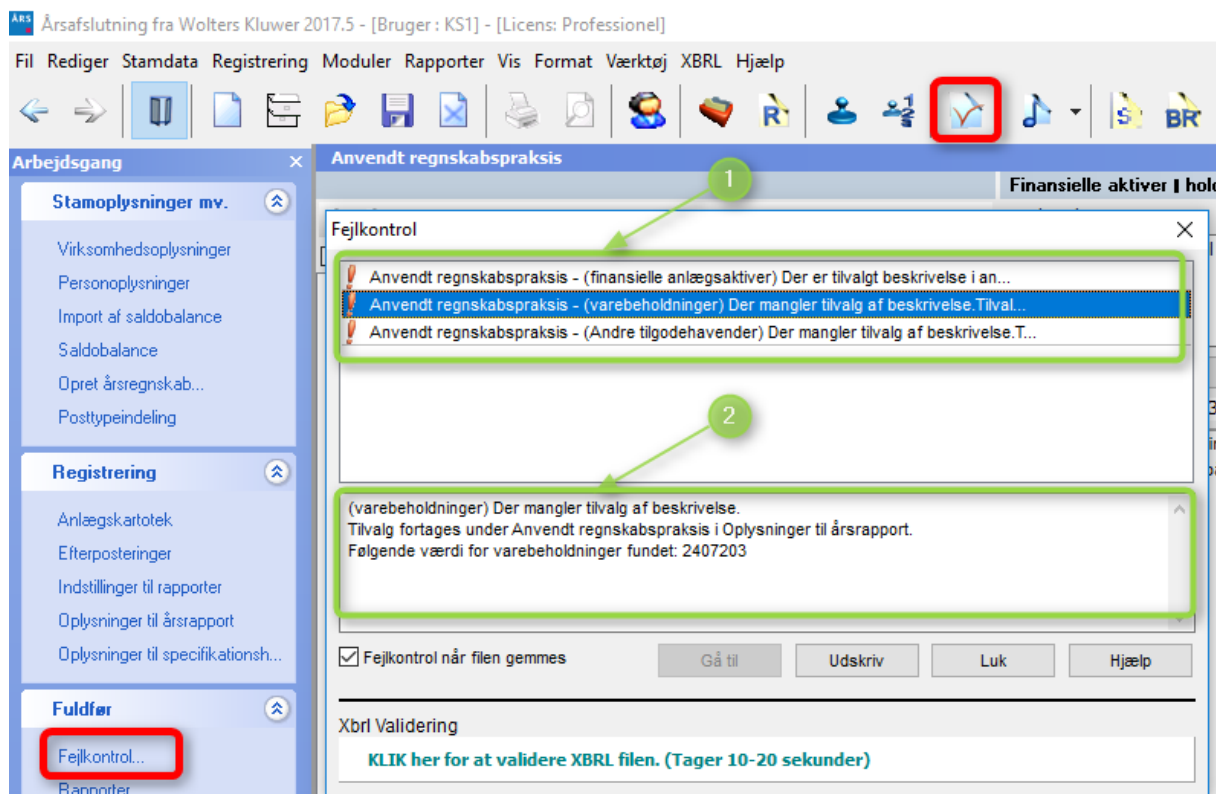 ÅRS Årsafslutning fra Wolters Kluwer 2017.5 - [Bruger : KS1] - [Licens: Professionel]
Fil Rediger Stamdata Registrering Moduler Rapporter Vis Format Værktøj XBRL Hjælp
R S BR
Arbejdsgang
Stamoplysninger mv.
Virksomhedsoplysninger
Personoplysninger
Import af saldobalance
Saldobalance
Opret årsregnskab...
Posttypeindeling
Registrering
Anlægskartotek
Efterposteringer
Indstillinger til rapporter
Oplysninger til årsrapport
Oplysninger til specifikationsh...
Fuldfør
Fejlkontrol...
Rapporter
Anvendt regnskabspraksis
1
Finansielle aktiver
Fejlkontrol
Anvendt regnskabspraksis - (finansielle anlægsaktiver) Der er tilvalgt beskrivelse i an...
Anvendt regnskabspraksis - (varebeholdninger) Der mangler tilvalg af beskrivelse.Tilval...
Anvendt regnskabspraksis - (Andre tilgodehavender) Der mangler tilvalg af beskrivelse.T...
2
(varebeholdninger) Der mangler tilvalg af beskrivelse.
Tilvalg fortages under Anvendt regnskabspraksis i Oplysninger til årsrapport.
Følgende værdi for varebeholdninger fundet: 2407203
Fejlkontrol når filen gemmes
Gå til Udskriv Luk Hjælp
Xbrl Validering
KLIK her for at validere XBRL filen. (Tager 10-20 sekunder)